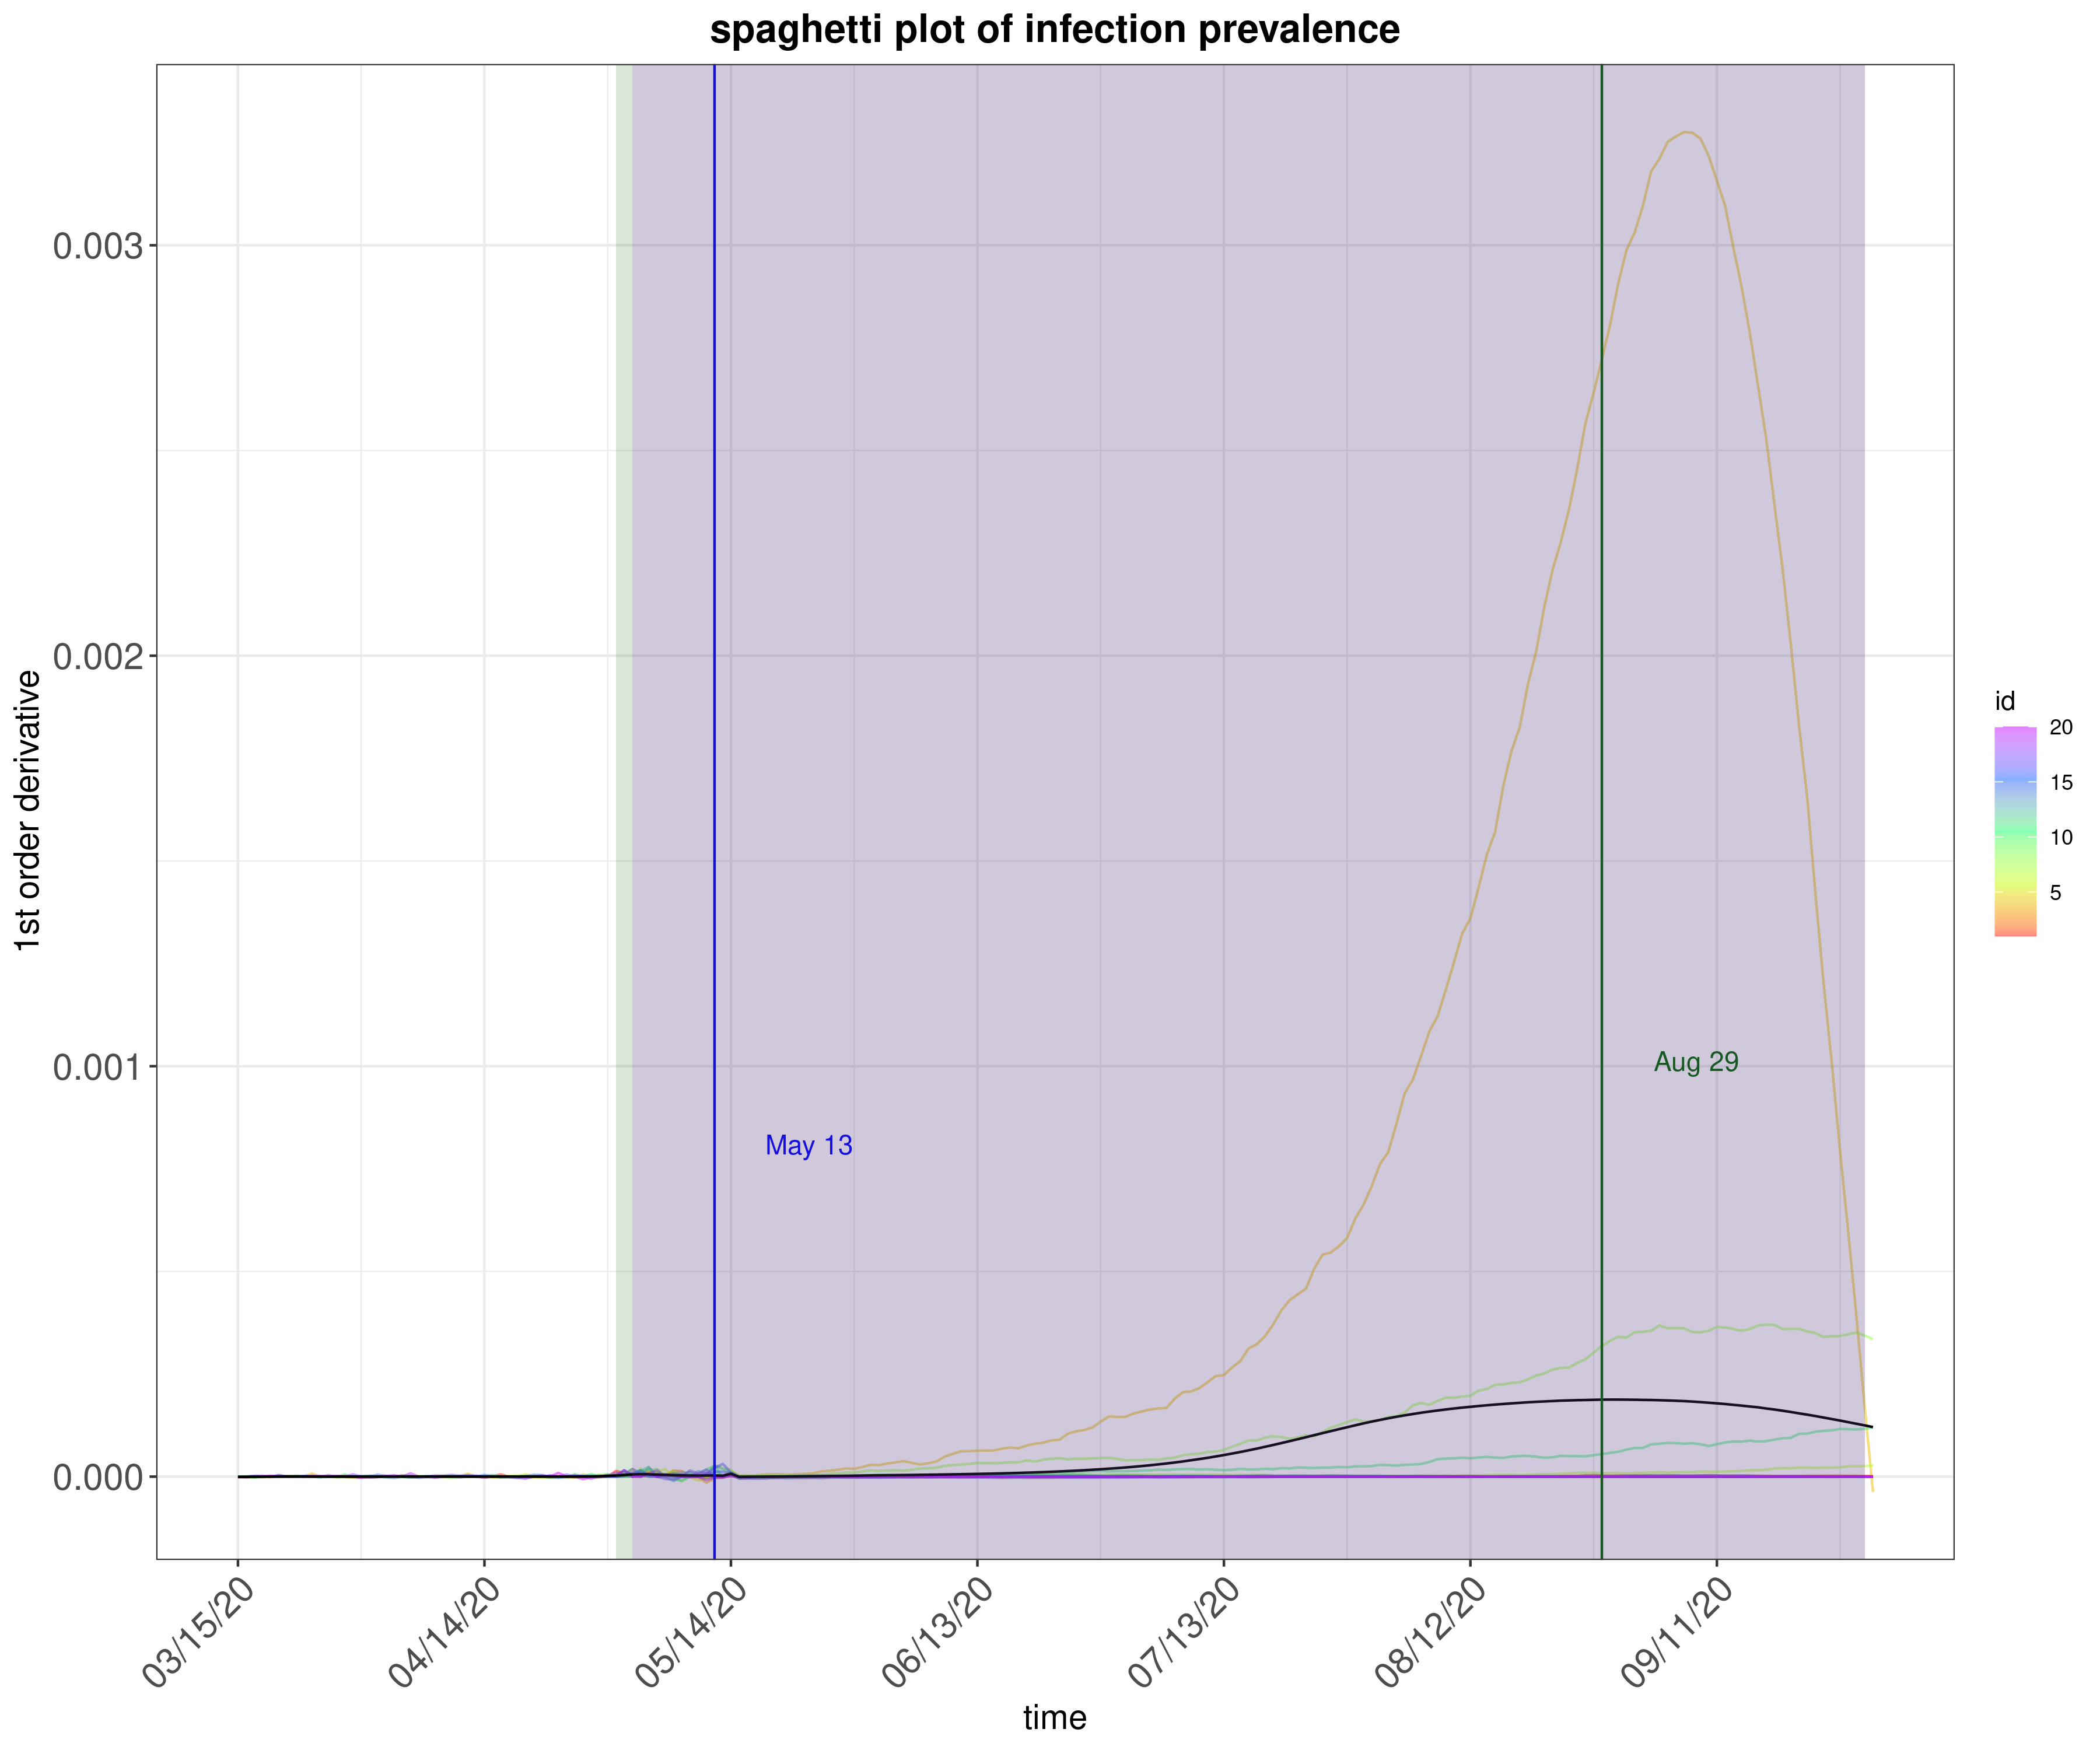 spaghetti plot of infection prevalence
1st order derivative
0.003
0.002
0.001
0.000
May 13
Aug 29
03/15/20
04/14/20
05/14/20
06/13/20
07/13/20
08/12/20
09/11/20
time
id
20
15
10
5